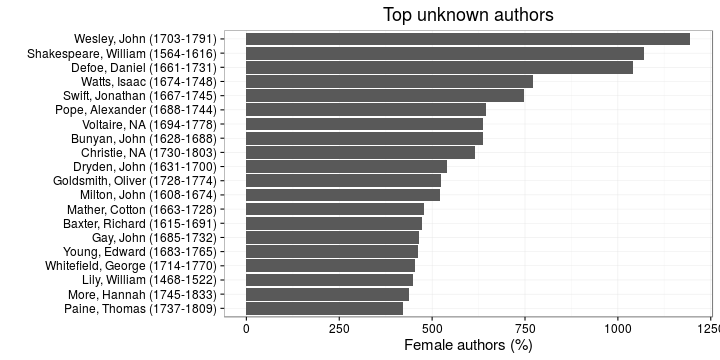 Top unknown authors
Wesley, John (1703-1791)
Shakespeare, William (1564-1616)
Defoe, Daniel (1661-1731)
Watts, Isaac (1674-1748)
Swift, Jonathan (1667-1745)
Pope, Alexander (1688-1744)
Voltaire, NA (1694-1778)
Bunyan, John (1628-1688)
Christie, NA (1730-1803)
Dryden, John (1631-1700)
Goldsmith, Oliver (1728-1774)
Milton, John (1608-1674)
Mather, Cotton (1663-1728)
Baxter, Richard (1615-1691)
Gay, John (1685-1732)
Young, Edward (1683-1765)
Whitefield, George (1714-1770)
Lily, William (1468-1522)
More, Hannah (1745-1833)
Paine, Thomas (1737-1809)
0 250 500 750 1000 1250
Female authors (%)